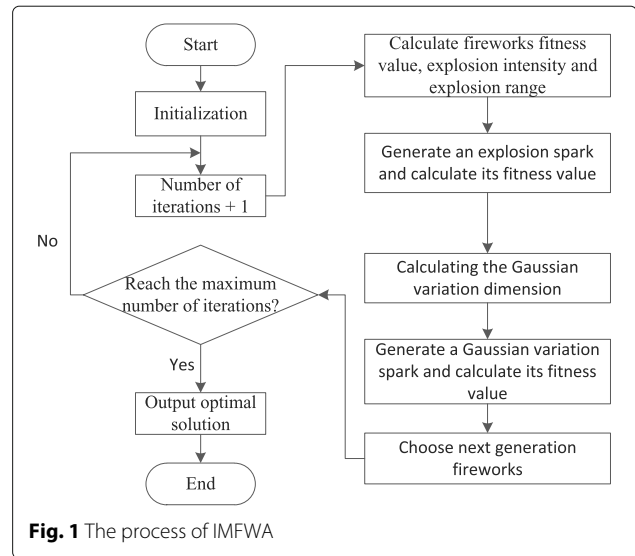 Start
Initialization
Number of
iterations + 1
Calculate fireworks fitness
value, explosion intensity and
explosion range
Generate an explosion spark
and calculate its fitness value
Calculating the Gaussian
variation dimension
Generate a Gaussian variation
spark and calculate its fitness
value
Choose next generation
fireworks
Reach the maximum
number of iterations?
No
Yes
Output optimal
solution
End
Fig. 1 The process of IMFWA